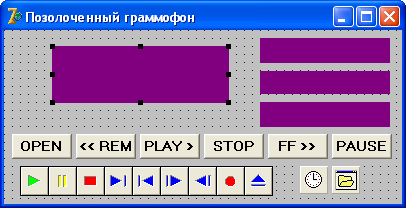 Позолоченный граммофон
OPEN << REM PLAY > STOP FF >> PAUSE